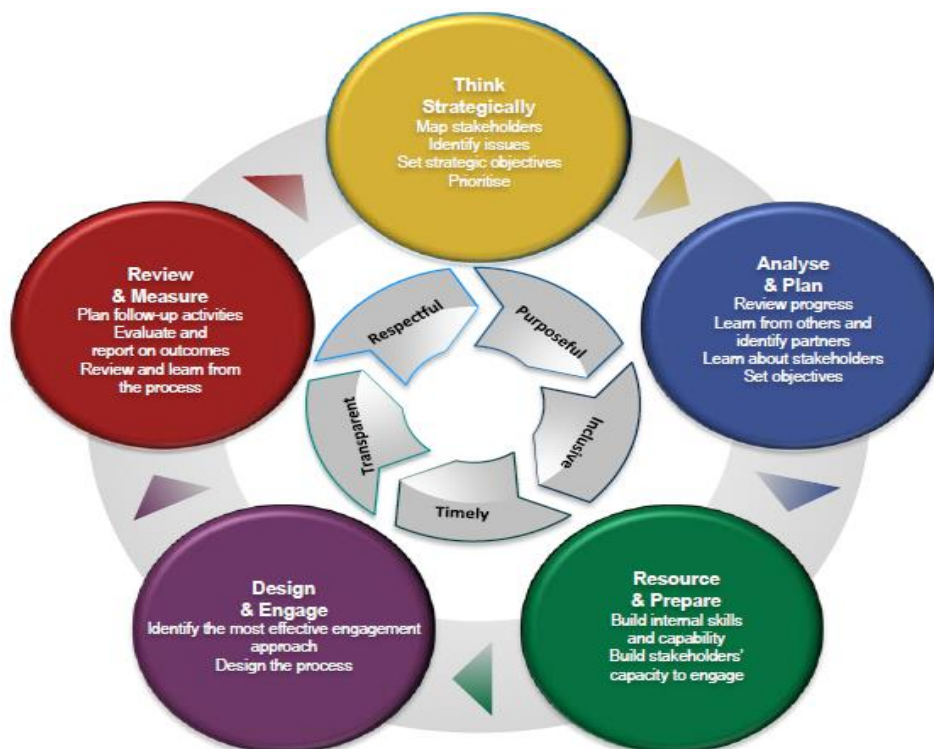 Think
Strategically
Map stakeholders
Identify issues
Set strategic objectives
Prioritise
Analyse
& Plan
Review progress
Learn from others and
identify partners
Learn about stakeholders
Set objectives
Resource
& Prepare
Build internal skills
and capability
Build stakeholders'
capacity to engage
Design
& Engage
Identify the most effective engagement
approach
Design the process
Review
& Measure
Plan follow-up activities
Evaluate and
report on outcomes
Review and learn from
the process
Purposeful
Inclusive
Timely
Transparent
Respectful